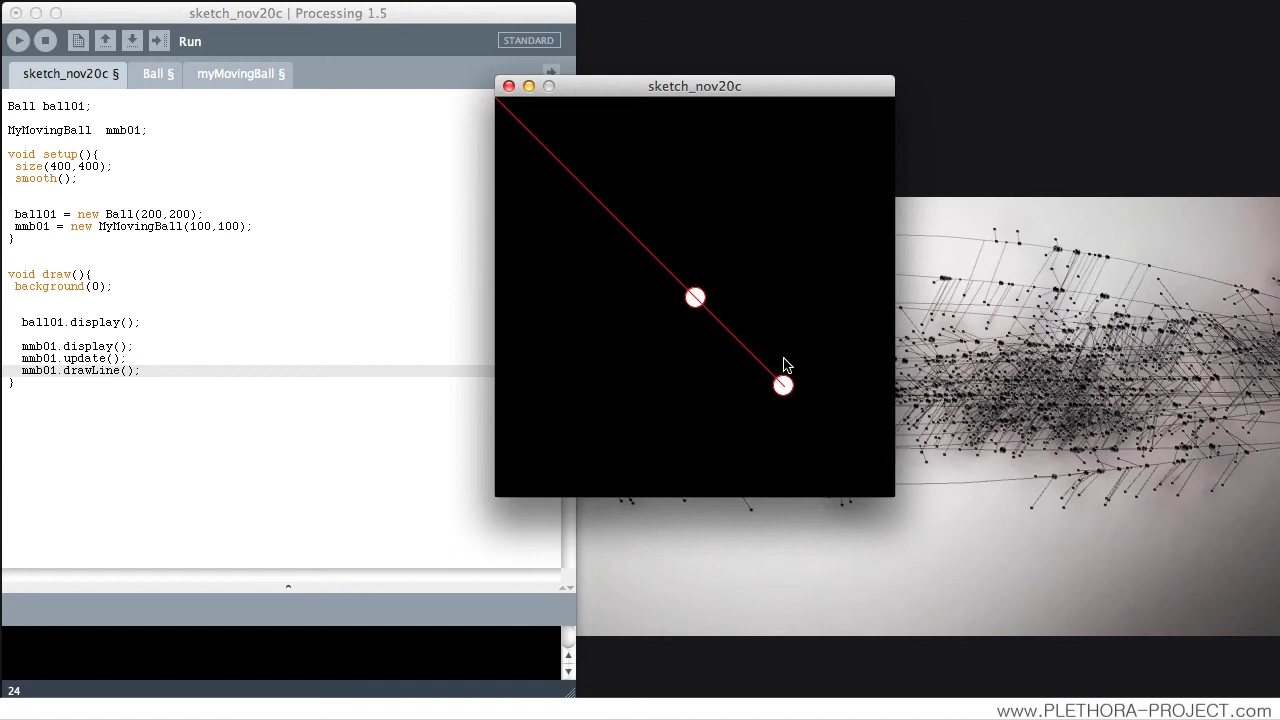 sketch_nov20c | Processing 1.5
Run
STANDARD
sketch_nov20c §
Ball §
myMovingBall §
Ball ball01;
MyMovingBall  mmb01;
void setup(){
size(400,400);
smooth();
ball01 = new Ball(200,200);
mmb01 = new MyMovingBall(100,100);
}
void draw(){
background(0);
ball01.display();
mmb01.display();
mmb01.update();
mmb01.drawLine();
}
24
sketch_nov20c
www.PLETHORA-PROJECT.com